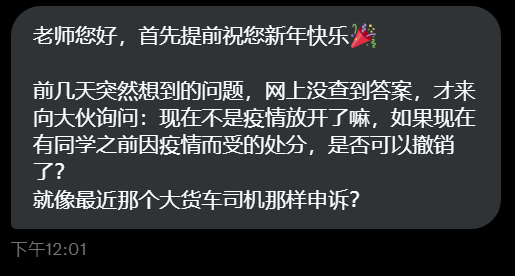 老师您好，首先提前祝您新年快乐🎉
前几天突然想到的问题，网上没查到答案，才来
向大伙询问：现在不是疫情放开了嘛，如果现在
有同学之前因疫情而受的处分，是否可以撤销
了？
就像最近那个大货车司机那样申诉？
下午12:01